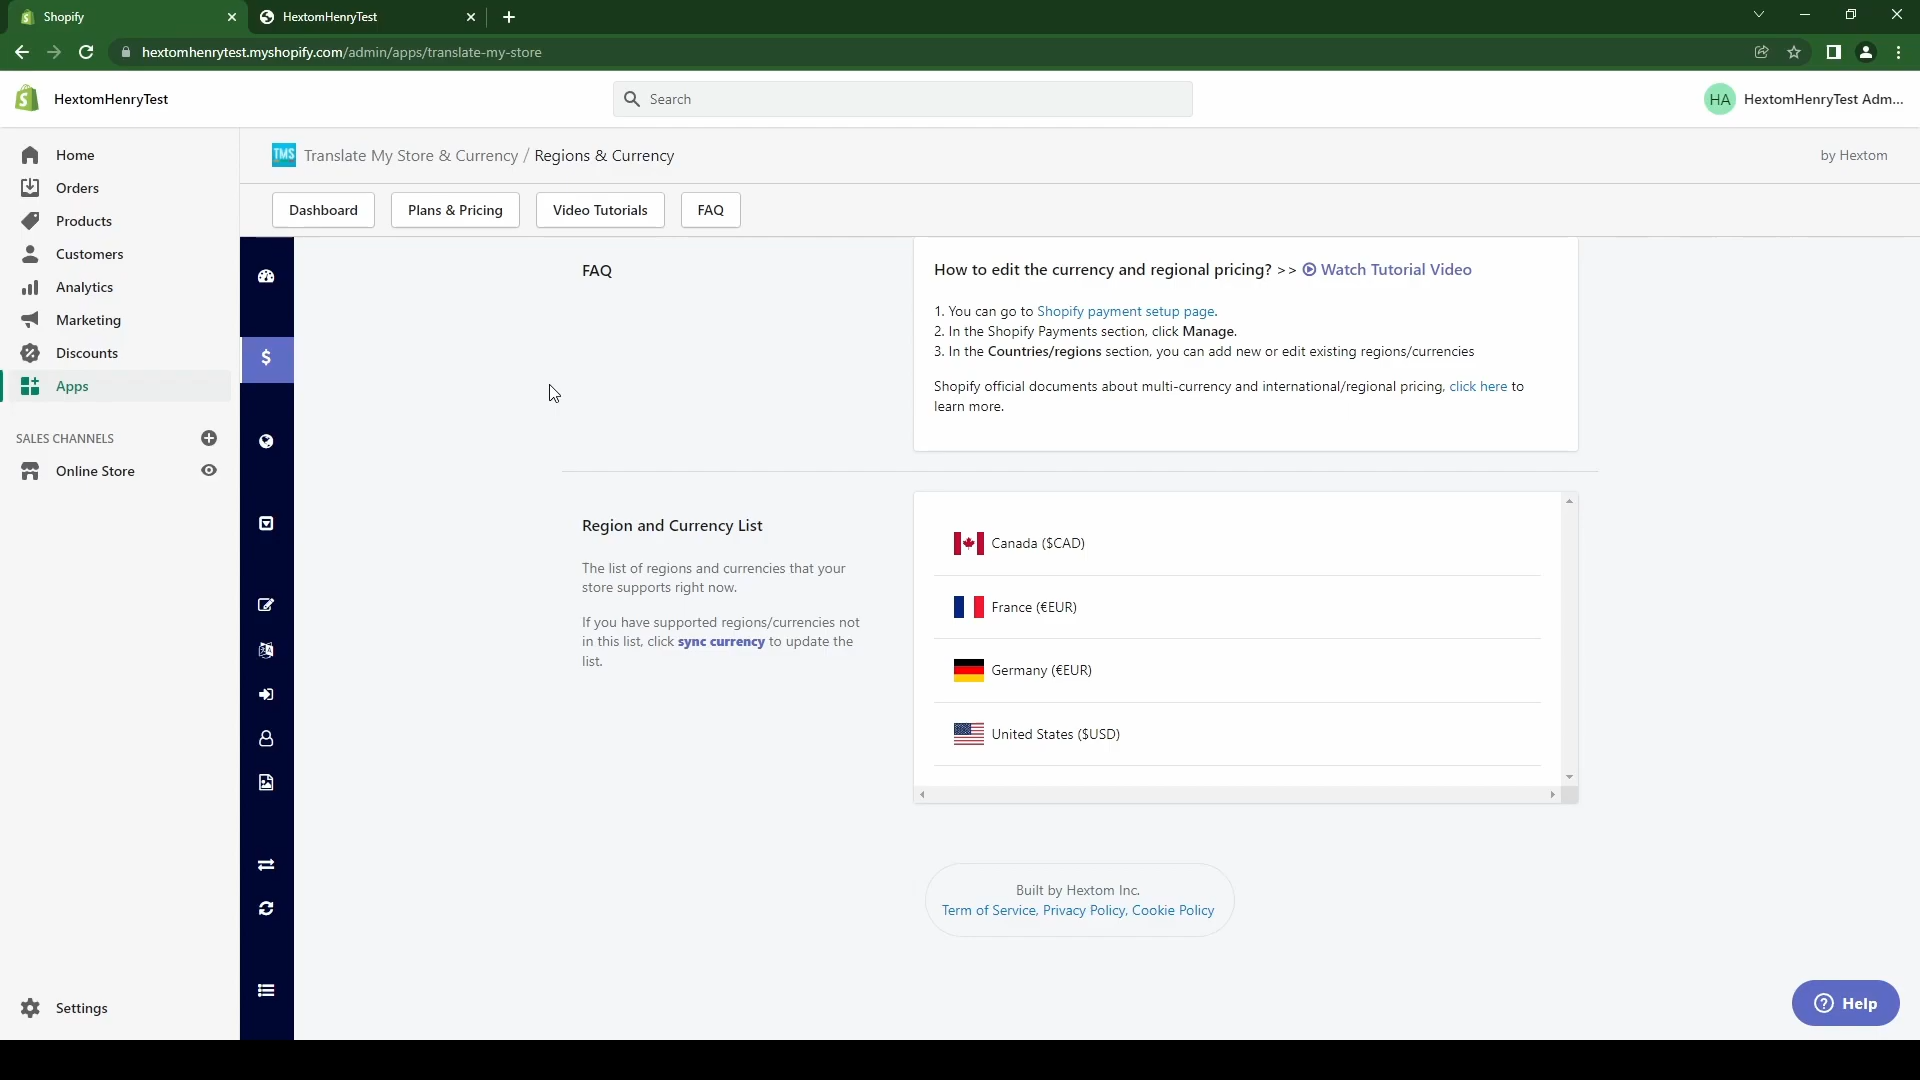 Shopify
HextomHenryTest
hextomhenrytest.myshopify.com/admin/apps/translate-my-store
HextomHenryTest
Search
HA
HextomHenryTest Adm...
Home
Orders
Products
Customers
Analytics
Marketing
Discounts
Apps
SALES CHANNELS
Online Store
Settings
TMS
Translate My Store & Currency / Regions & Currency
by Hextom
Dashboard
Plans & Pricing
Video Tutorials
FAQ
FAQ
How to edit the currency and regional pricing? >> Watch Tutorial Video
1. You can go to Shopify payment setup page.
2. In the Shopify Payments section, click Manage.
3. In the Countries/regions section, you can add new or edit existing regions/currencies
Shopify official documents about multi-currency and international/regional pricing, click here to
learn more.
Region and Currency List
The list of regions and currencies that your
store supports right now.
If you have supported regions/currencies not
in this list, click sync currency to update the
list.
Canada ($CAD)
France (€EUR)
Germany (€EUR)
United States ($USD)
Built by Hextom Inc.
Term of Service, Privacy Policy, Cookie Policy
Help